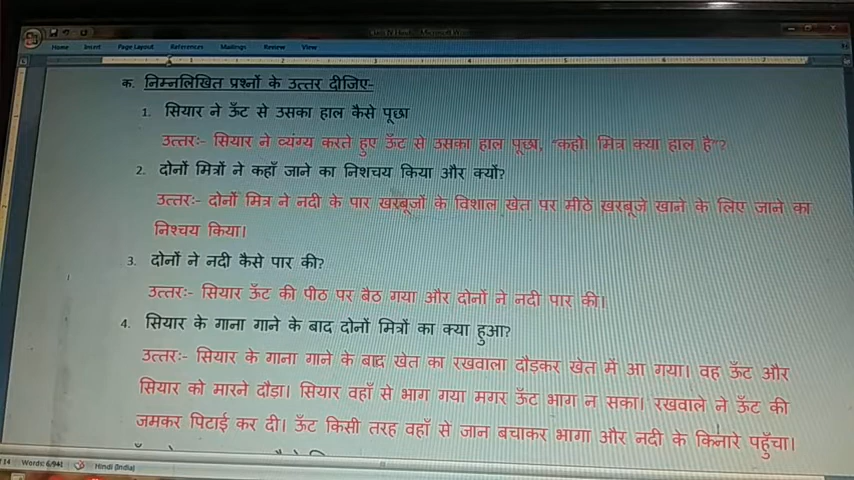 Home Insert Page Layout References Mailings Review View
क. निम्नलिखित प्रश्नों के उत्तर दीजिए-
1. सियार ने ऊँट से उसका हाल कैसे पूछा
उत्तरः- सियार ने व्यंग्य करते हुए ऊँट से उसका हाल पूछा, "कहो! मित्र क्या हाल है"?
2. दोनों मित्रों ने कहाँ जाने का निशचय किया और क्यों?
उत्तरः- दोनों मित्र ने नदी के पार खरबूजों के विशाल खेत पर मीठे खरबूजे खाने के लिए जाने का
निश्चय किया।
3. दोनों ने नदी कैसे पार की?
उत्तरः- सियार ऊँट की पीठ पर बैठ गया और दोनों ने नदी पार की।
4. सियार के गाना गाने के बाद दोनों मित्रों का क्या हुआ?
उत्तरः- सियार के गाना गाने के बाद खेत का रखवाला दौड़कर खेत में आ गया। वह ऊँट और
सियार को मारने दौड़ा। सियार वहाँ से भाग गया मगर ऊँट भाग न सका। रखवाले ने ऊँट की
जमकर पिटाई कर दी। ऊँट किसी तरह वहाँ से जान बचाकर भागा और नदी के किनारे पहुँचा।
Words: 6/941 Hindi (India)